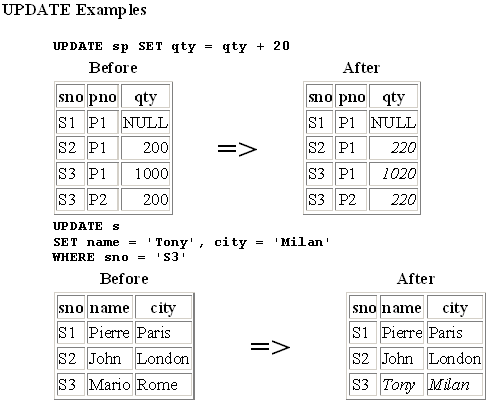 UPDATE Examples
UPDATE sp SET qty = qty + 20
Before After
sno pno qty sno pno qty
S1 P1 NULL S1 P1 NULL
S2 P1 200 => S2 P1 220
S3 P1 1000 S3 P1 1020
S3 P2 200 S3 P2 220
UPDATE s
SET name = 'Tony', city = 'Milan'
WHERE sno = 'S3'
Before After
sno name city sno name city
S1 Pierre Paris S1 Pierre Paris
S2 John London => S2 John London
S3 Mario Rome S3 Tony Milan